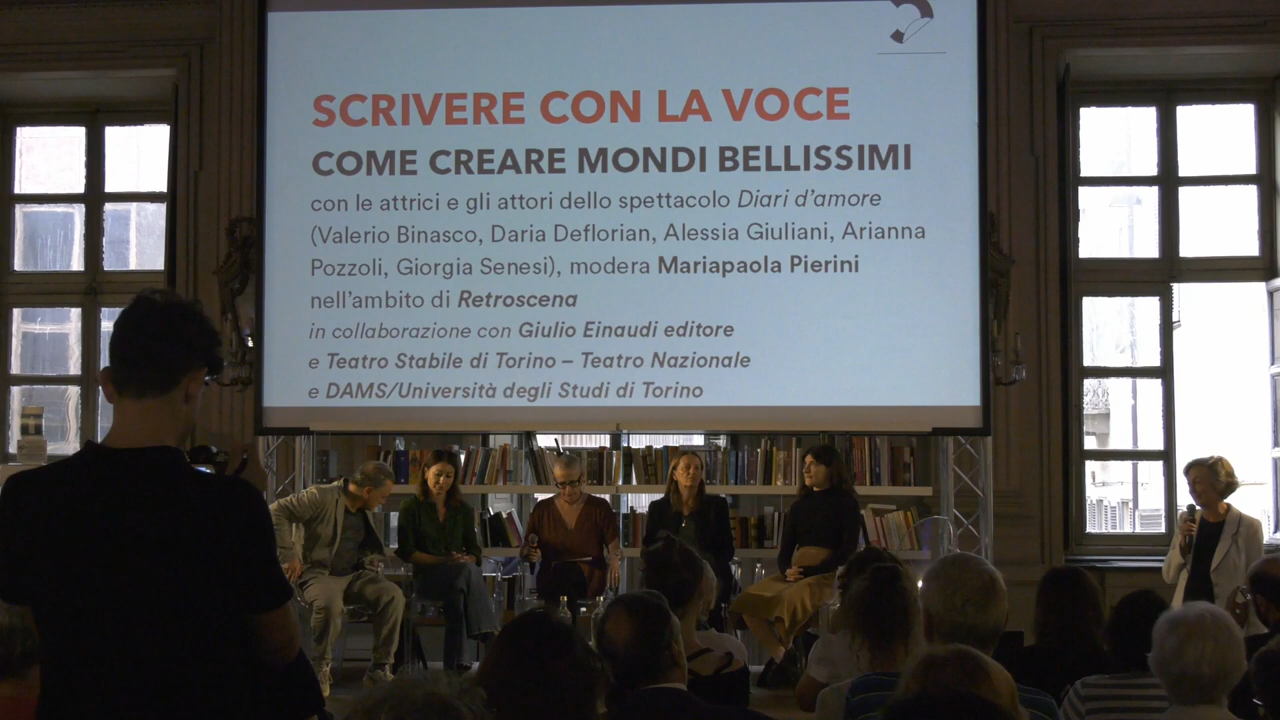 SCRIVERE CON LA VOCE
COME CREARE MONDI BELLISSIMI
con le attrici e gli attori dello spettacolo Diari d'amore
(Valerio Binasco, Daria Deflorian, Alessia Giuliani, Arianna
Pozzoli, Giorgia Senesi), modera Mariapaola Pierini
nell'ambito di Retroscena
in collaborazione con Giulio Einaudi editore
e Teatro Stabile di Torino – Teatro Nazionale
e DAMS/Università degli Studi di Torino